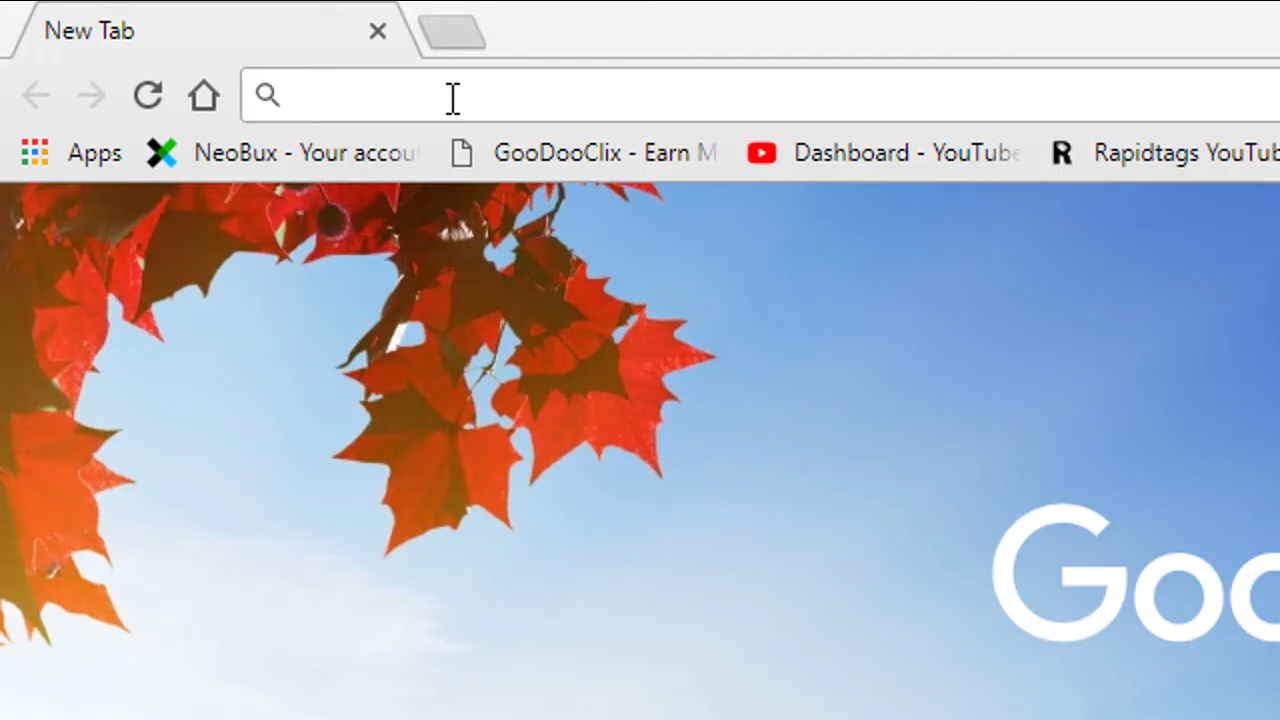 New Tab
Apps NeoBux - Your accou GooDooClix - Earn M Dashboard - YouTube Rapidtags YouTub
Goo